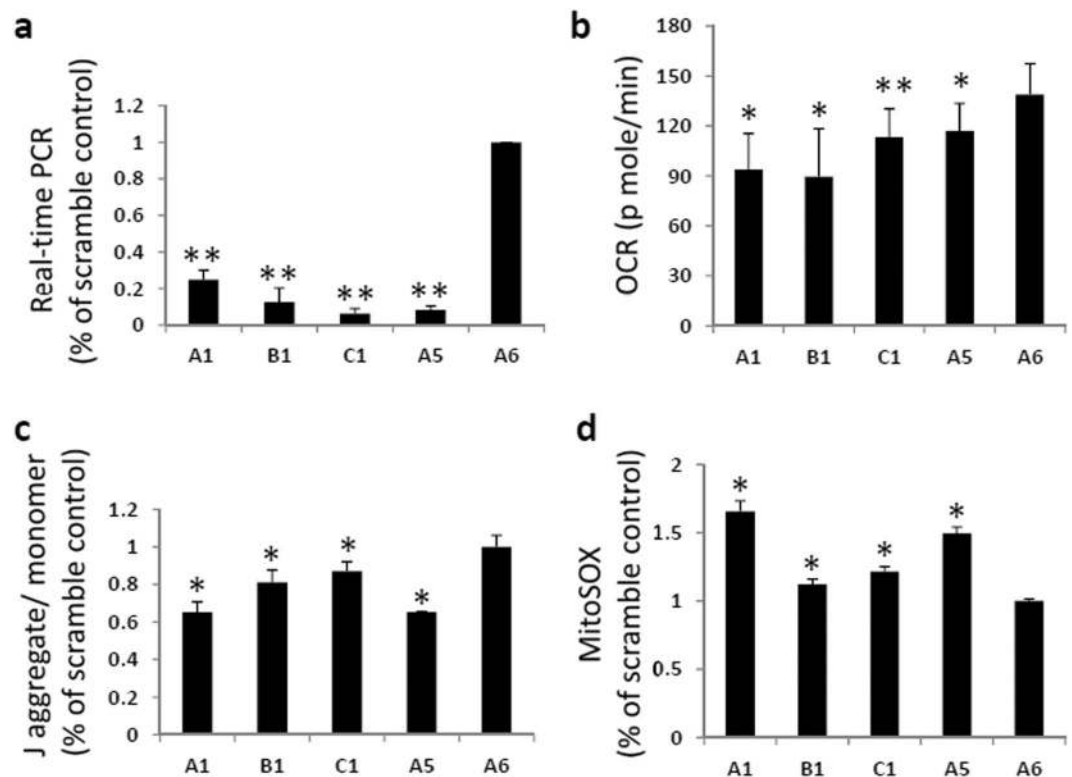 a
Real-time PCR
(% of scramble control)
1.2
1
0.8
0.6
0.4
0.2
0
**
**
**
**
A1 B1 C1 A5 A6
b
OCR (p mole/min)
180
150
120
90
60
30
0
*
*
**
*
A1 B1 C1 A5 A6
c
J aggregate/ monomer
(% of scramble control)
1.2
1
0.8
0.6
0.4
0.2
0
*
*
*
*
A1 B1 C1 A5 A6
d
MitoSOX
(% of scramble control)
2
1.5
1
0.5
0
*
*
*
*
A1 B1 C1 A5 A6